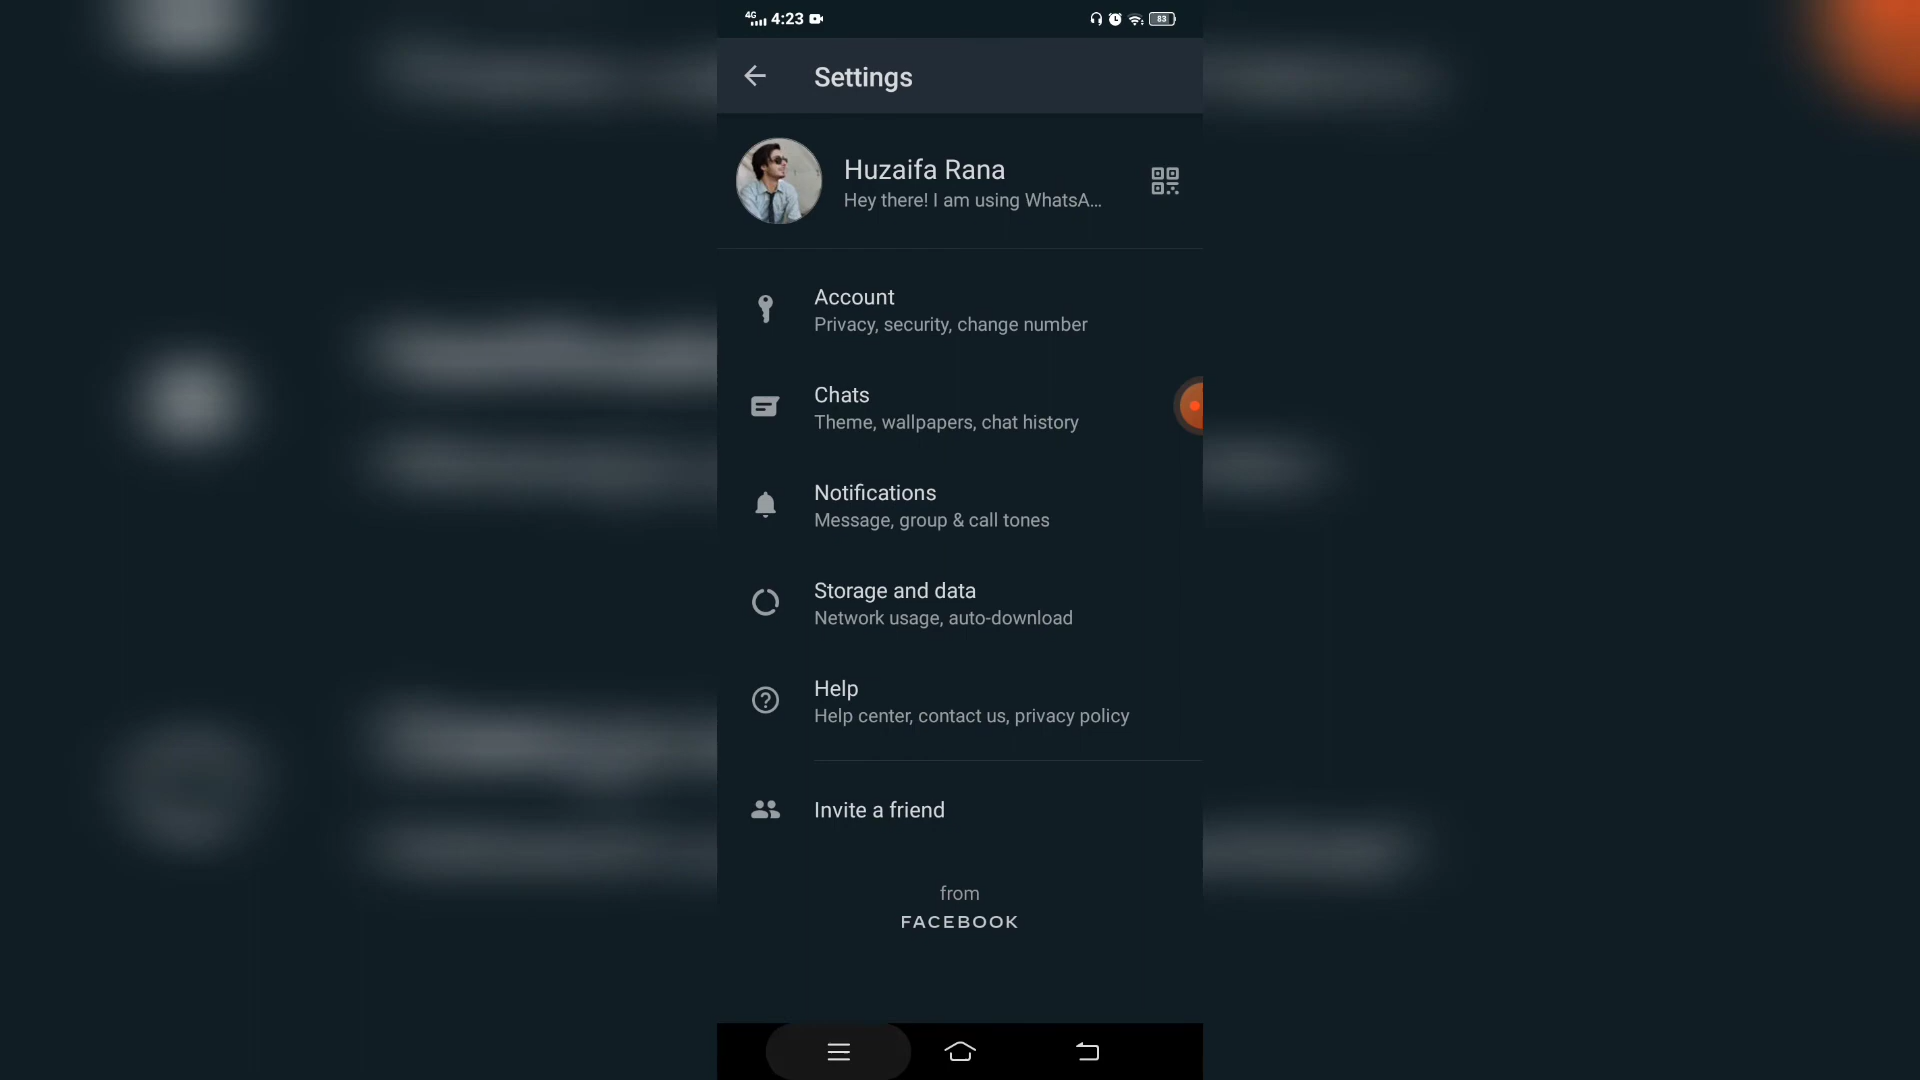 4G 4:23 83
Settings
Huzaifa Rana
Hey there! I am using WhatsA...
Account
Privacy, security, change number
Chats
Theme, wallpapers, chat history
Notifications
Message, group & call tones
Storage and data
Network usage, auto-download
Help
Help center, contact us, privacy policy
Invite a friend
from
FACEBOOK